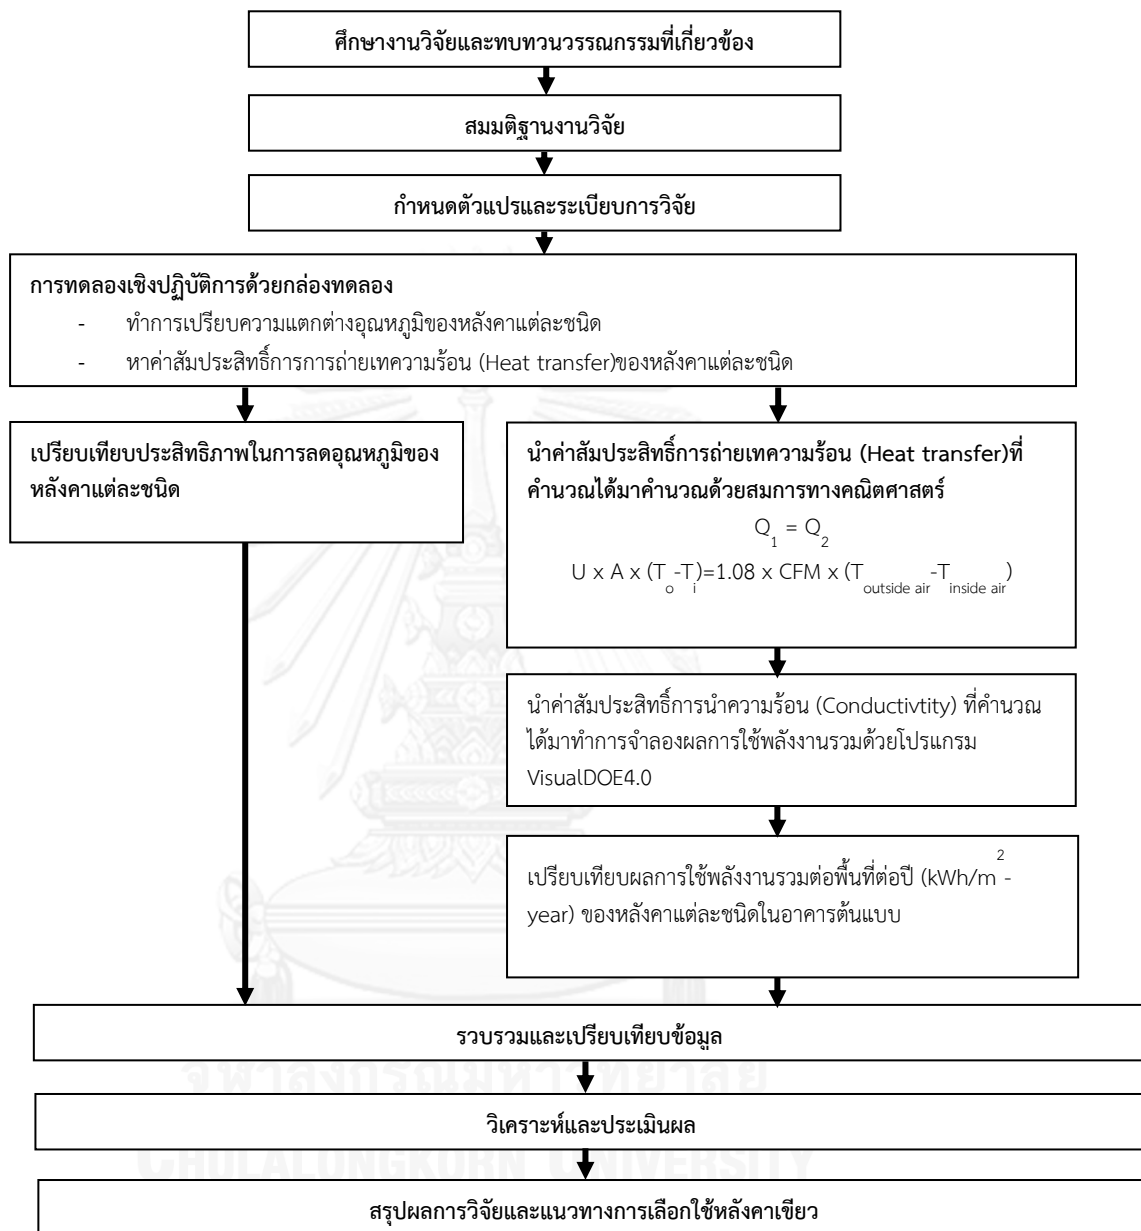 ศึกษางานวิจัยและทบทวนวรรณกรรมที่เกี่ยวข้อง
สมมติฐานงานวิจัย
กำหนดตัวแปรและระเบียบการวิจัย
การทดลองเชิงปฏิบัติการด้วยกล่องทดลอง
- ทำการเปรียบความแตกต่างอุณหภูมิของหลังคาแต่ละชนิด
- หาค่าสัมประสิทธิ์การการถ่ายเทความร้อน (Heat transfer)ของหลังคาแต่ละชนิด
เปรียบเทียบประสิทธิภาพในการลดอุณหภูมิของ
หลังคาแต่ละชนิด
นำค่าสัมประสิทธิ์การถ่ายเทความร้อน (Heat transfer)ที่
คำนวณได้มาคำนวณด้วยสมการทางคณิตศาสตร์
Q1 = Q2
U x A x (To-Ti)=1.08 x CFM x (Toutside air-Tinside air)
นำค่าสัมประสิทธิ์การนำความร้อน (Conductivtity) ที่คำนวณ
ได้มาทำการจำลองผลการใช้พลังงานรวมด้วยโปรแกรม
VisualDOE4.0
เปรียบเทียบผลการใช้พลังงานรวมต่อพื้นที่ต่อปี (kWh/m2-
year) ของหลังคาแต่ละชนิดในอาคารต้นแบบ
รวบรวมและเปรียบเทียบข้อมูล
จุฬาลงกรณ์มหาวิทยาลัย
วิเคราะห์และประเมินผล
CHULALONGKORN UNIVERSITY
สรุปผลการวิจัยและแนวทางการเลือกใช้หลังคาเขียว